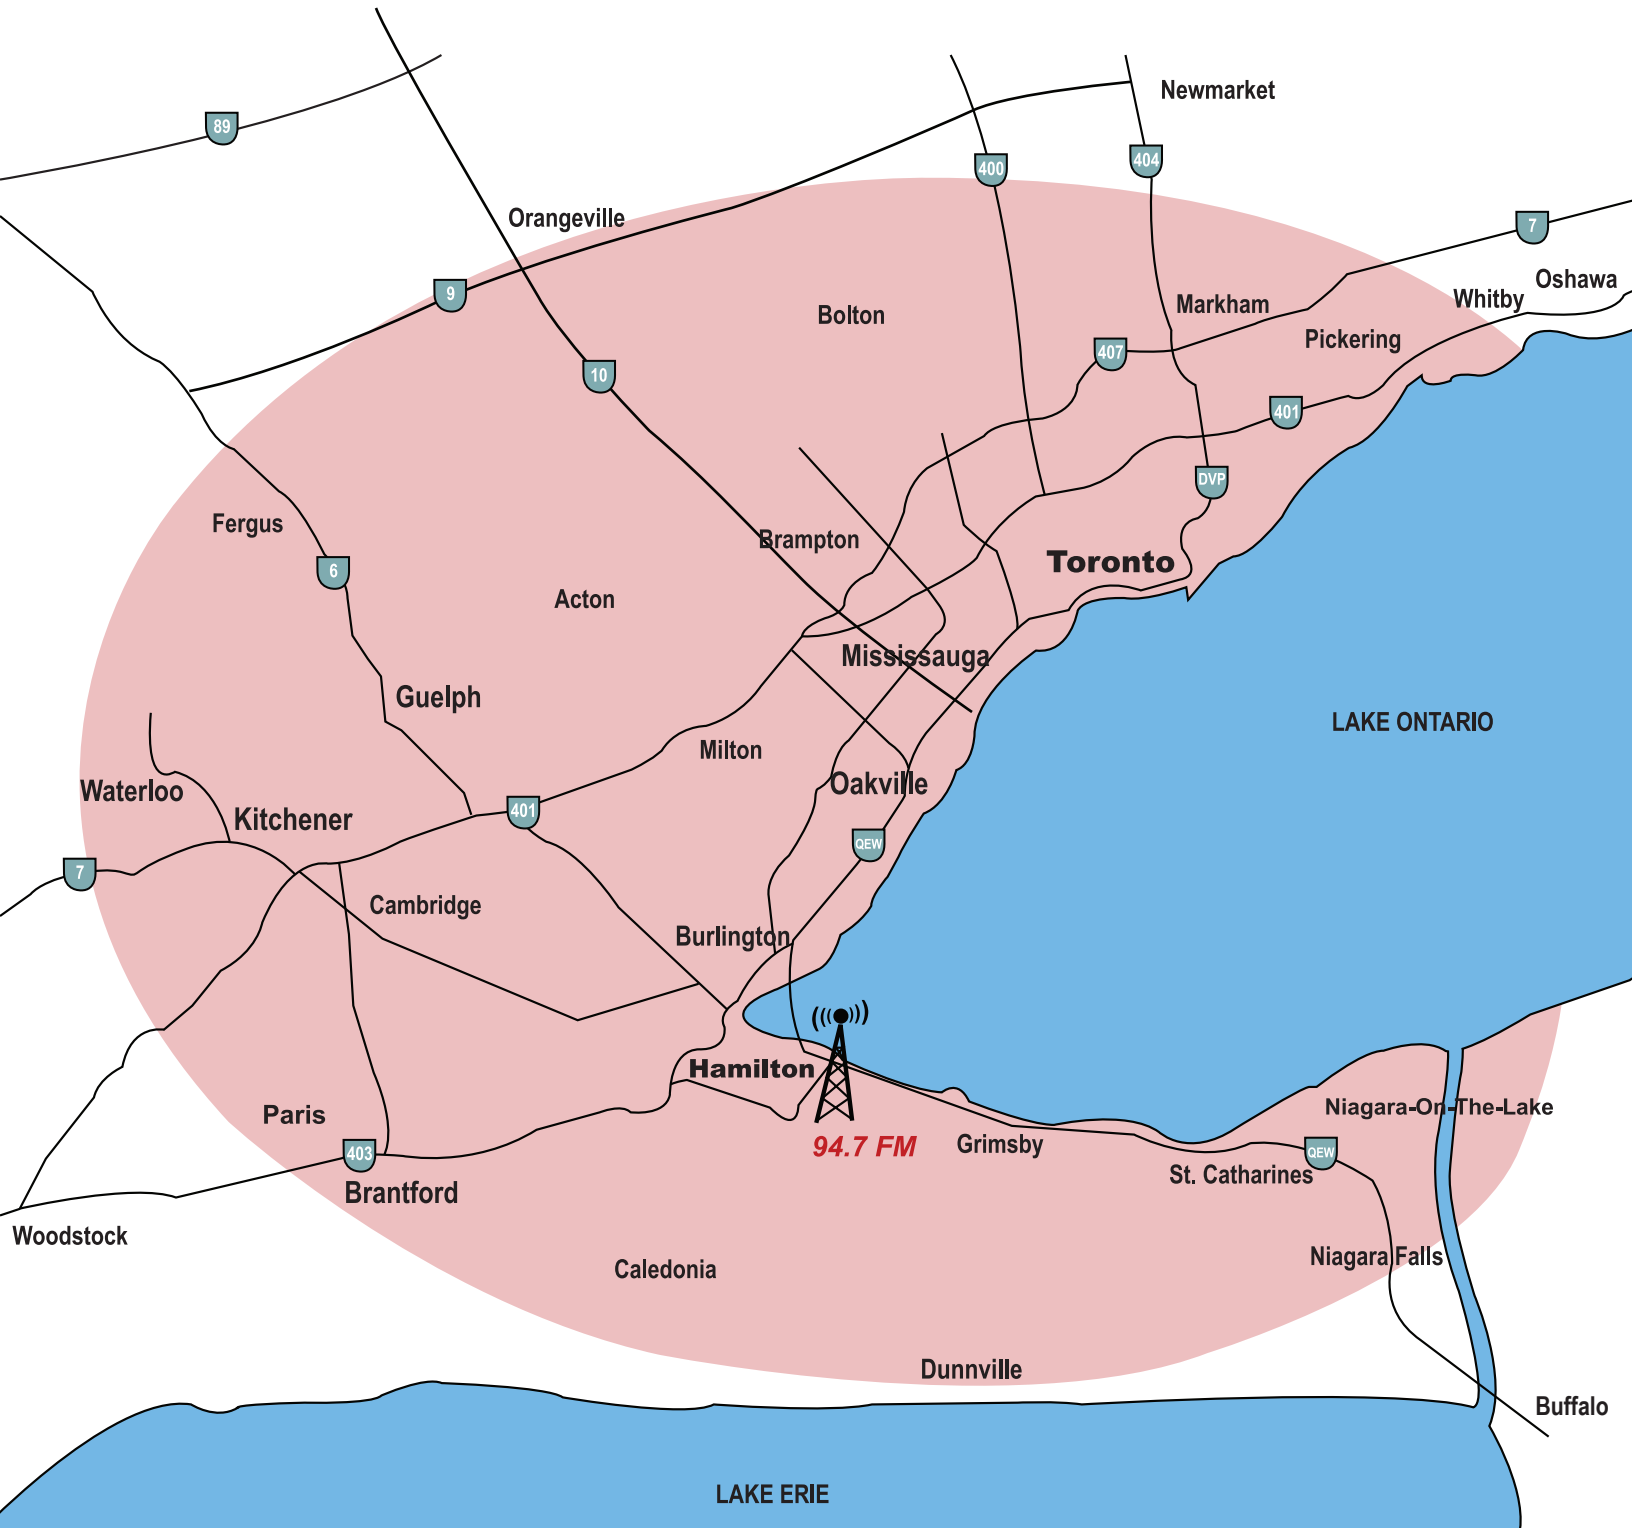 Newmarket
89
404
400
Orangeville
7
Oshawa
9
Whitby
Markham
Bolton
Pickering
407
10
401
DVP
Fergus
Brampton
Toronto
6
Acton
Mississauga
Guelph
LAKE ONTARIO
Milton
Waterloo
Oakville
401
Kitchener
QEW
7
Cambridge
Burlington
Hamilton
Paris
Niagara-On-The-Lake
94.7 FM
Grimsby
403
QEW
St. Catharines
Brantford
Woodstock
Niagara Falls
Caledonia
Dunnville
Buffalo
LAKE ERIE